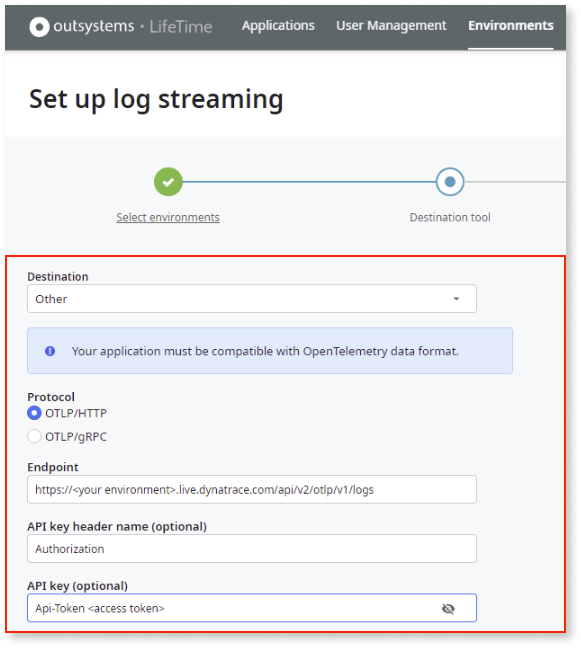 outsystems · LifeTime Applications User Management Environments
Set up log streaming
Select environments Destination tool
Destination
Other
Your application must be compatible with OpenTelemetry data format.
Protocol
OTLP/HTTP
OTLP/gRPC
Endpoint
https://<your environment>.live.dynatrace.com/api/v2/otlp/v1/logs
API key header name (optional)
Authorization
API key (optional)
Api-Token <access token>